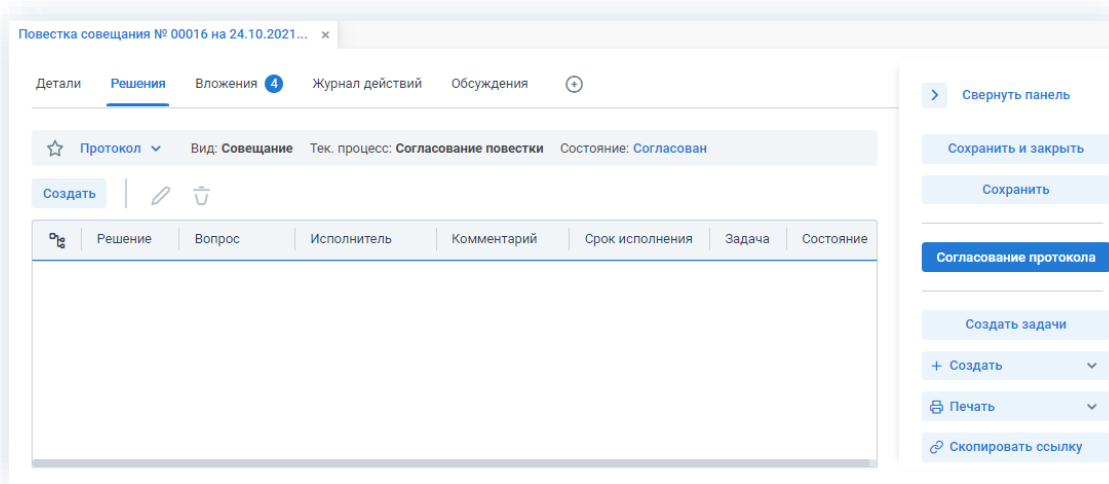 Повестка совещания № 00016 на 24.10.2021... ×
Детали Решения Вложения 4 Журнал действий Обсуждения
Протокол Вид: Совещание Тек. процесс: Согласование повестки Состояние: Согласован
Создать
Решение Вопрос Исполнитель Комментарий Срок исполнения Задача Состояние
Свернуть панель
Сохранить и закрыть
Сохранить
Согласование протокола
Создать задачи
+ Создать
Печать
Скопировать ссылку